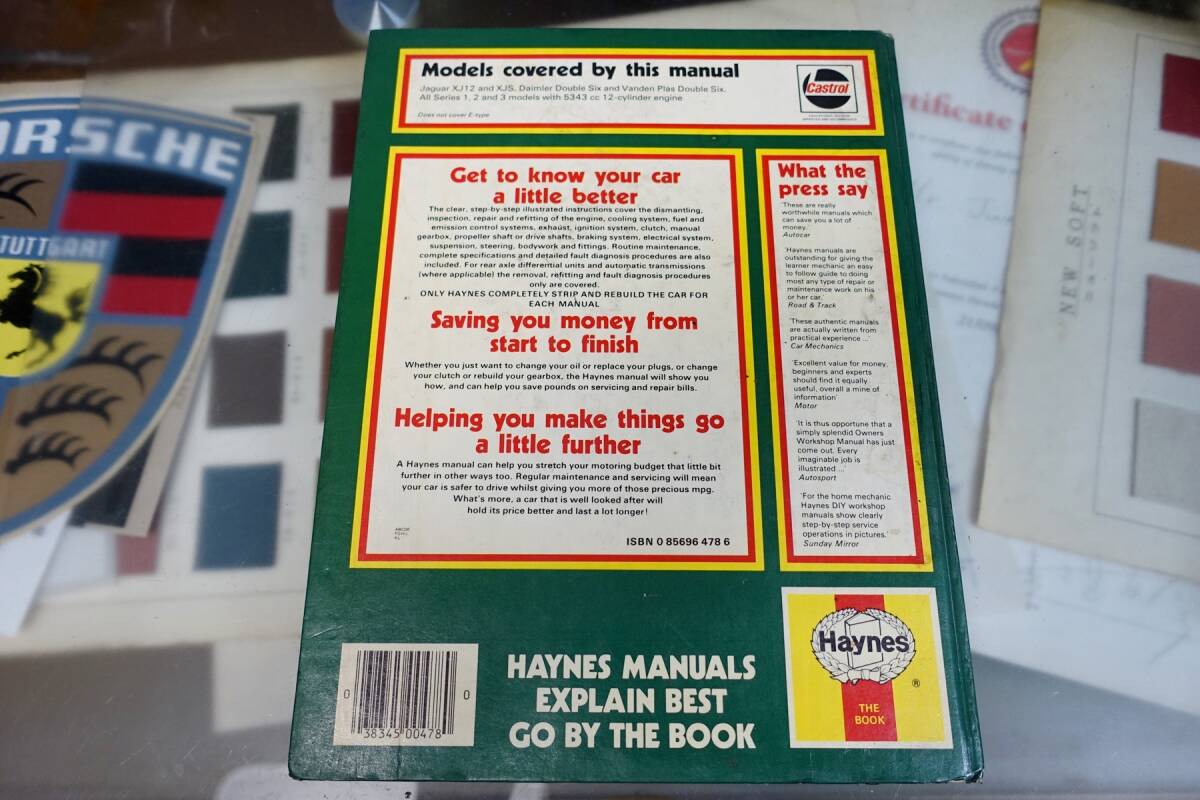 Models covered by this manual
Jaguar XJ12 and XJS, Daimler Double Six and Vanden Plas Double Six.
All Series 1, 2 and 3 models with 5343 cc 12-cylinder engine
Does not cover E-type
Castrol
Get to know your car
a little better
The clear, step-by-step illustrated instructions cover the dismantling,
inspection, repair and refitting of the engine, cooling system, fuel and
emission control systems, exhaust, ignition system, clutch, manual
gearbox, propeller shaft or drive shafts, braking system, electrical system,
suspension, steering, bodywork and fittings. Routine maintenance,
complete specifications and detailed fault diagnosis procedures are also
included. For rear axle differential units and automatic transmissions
(where applicable) the removal, refitting and fault diagnosis procedures
only are covered.
ONLY HAYNES COMPLETELY STRIP AND REBUILD THE CAR FOR
EACH MANUAL
Saving you money from
start to finish
Whether you just want to change your oil or replace your plugs, or change
your clutch or rebuild your gearbox, the Haynes manual will show you
how, and can help you save pounds on servicing and repair bills.
Helping you make things go
a little further
A Haynes manual can help you stretch your motoring budget that little bit
further in other ways too. Regular maintenance and servicing will mean
your car is safer to drive whilst giving you more of those precious mpg.
What's more, a car that is well looked after will
hold its price better and last a lot longer!
ISBN 0 85696 478 6
What the
press say
'These are really
worthwhile manuals which
can save you a lot of
money.'
Autocar
'Haynes manuals are
outstanding for giving the
learner mechanic an easy
to follow guide to doing
most any type of repair or
maintenance work on his
or her car.'
Road & Track
'These authentic manuals
are actually written from
practical experience ...'
Car Mechanics
'Excellent value for money,
beginners and experts
should find it equally
useful, overall a mine of
information'
Motor
'It is thus opportune that a
simply splendid Owners
Workshop Manual has just
come out. Every
imaginable job is
illustrated ...'
Autosport
'For the home mechanic
Haynes DIY workshop
manuals show clearly
step-by-step service
operations in pictures.'
Sunday Mirror
0 38345 00478 0
HAYNES MANUALS
EXPLAIN BEST
GO BY THE BOOK
Haynes
®
THE
BOOK
ORSCHE
STUTTGART
rtificate
NEW SOFT